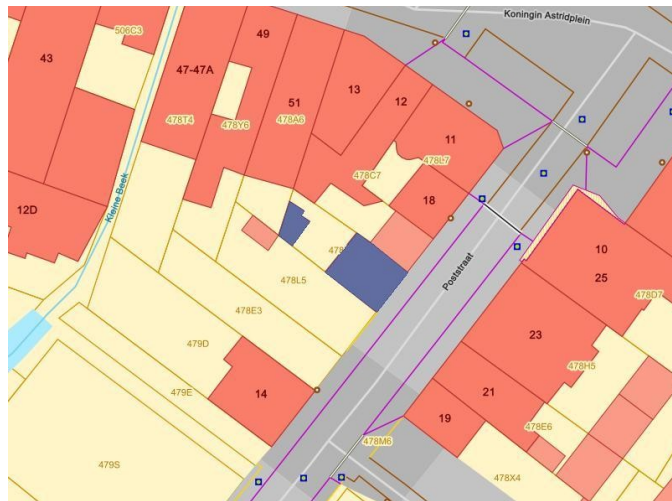 Koningin Astridplein
506C3
49
43
47-47A
13
12
51
478T4
478Y6
478A6
11
478L7
478C7
18
Kleine Beek
12D
10
478L5
Poststraat
25
478D7
478E3
23
479D
478H5
479E
14
21
19
478E6
478M6
479S
478X4